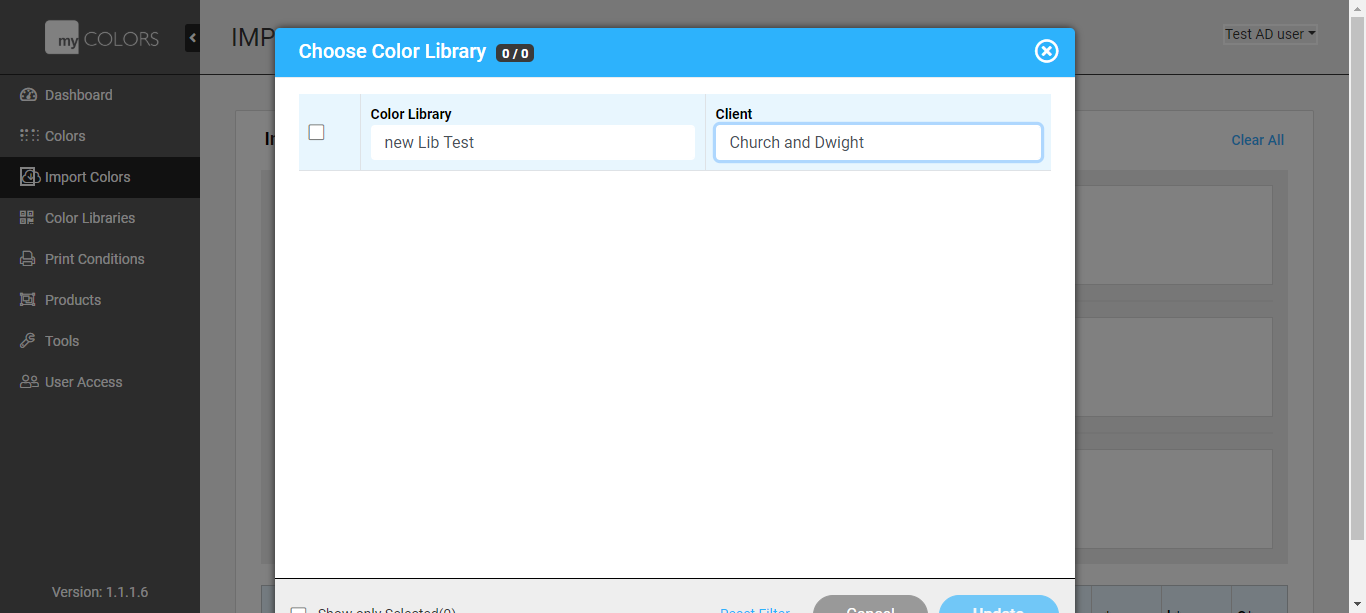 my COLORS
IMP
Test AD user
Choose Color Library 0 / 0
Dashboard
Colors
Import Colors
Color Libraries
Print Conditions
Products
Tools
User Access
Version: 1.1.1.6
Color Library
Client
new Lib Test
Church and Dwight
Clear All
Show only Selected(0)
Reset Filter
Cancel
Update